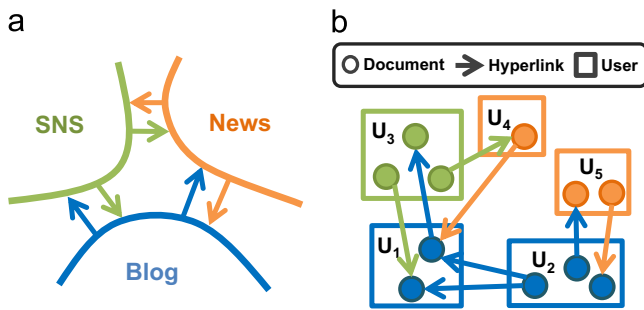 a
SNS
News
Blog
b
Document Hyperlink User
U3
U4
U5
U1
U2